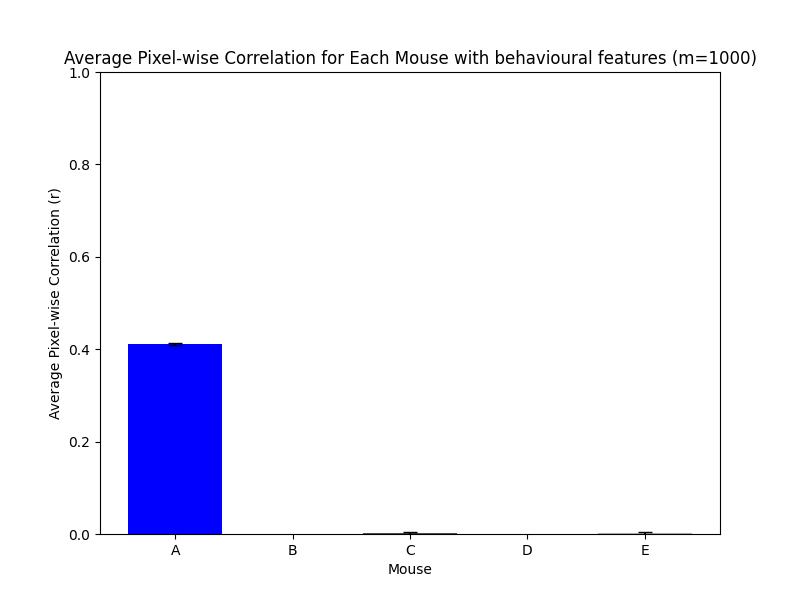 Average Pixel-wise Correlation for Each Mouse with behavioural features (m=1000)
1.0
0.8
0.6
0.4
0.2
0.0
Average Pixel-wise Correlation (r)
A B C D E
Mouse